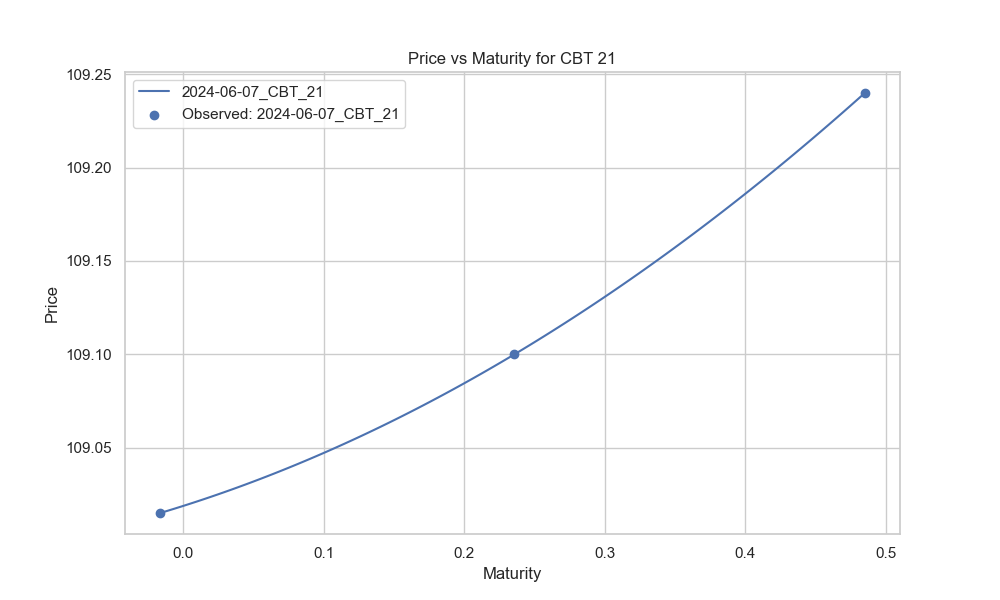 Price vs Maturity for CBT 21
2024-06-07_CBT_21
Observed: 2024-06-07_CBT_21
109.25
109.20
109.15
109.10
109.05
Price
0.0 0.1 0.2 0.3 0.4 0.5
Maturity